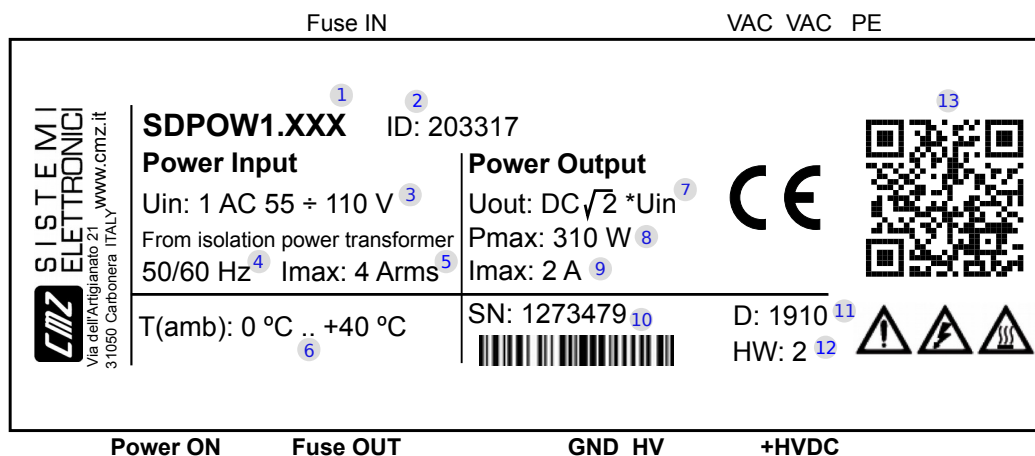 Fuse IN VAC VAC PE
SISTEMI
ELETTRONICI
www.cmz.it
CMZ
Via dell'Artigianato 21
31050 Carbonera ITALY
1 2
SDPOW1.XXX ID: 203317
Power Input
Uin: 1 AC 55 ÷ 110 V 3
From isolation power transformer
50/60 Hz 4 Imax: 4 Arms 5
T(amb): 0 ºC .. +40 ºC
6
Power Output
Uout: DC√2 *Uin 7
Pmax: 310 W 8
Imax: 2 A 9
SN: 1273479 10
CE
D: 1910 11
HW: 2 12
13
Power ON Fuse OUT GND HV +HVDC